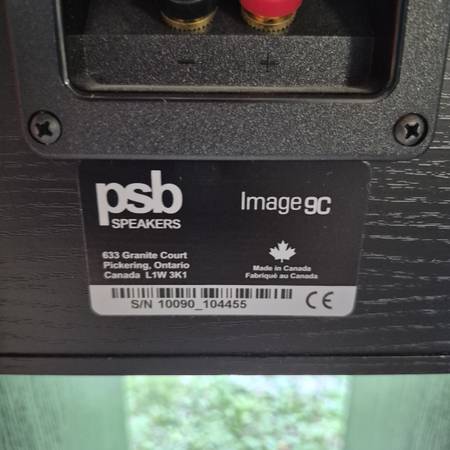 - +
psb
SPEAKERS
Image 9C
633 Granite Court
Pickering, Ontario
Canada L1W 3K1
Made in Canada
Fabriqué au Canada
S/N 10090_104455
CE